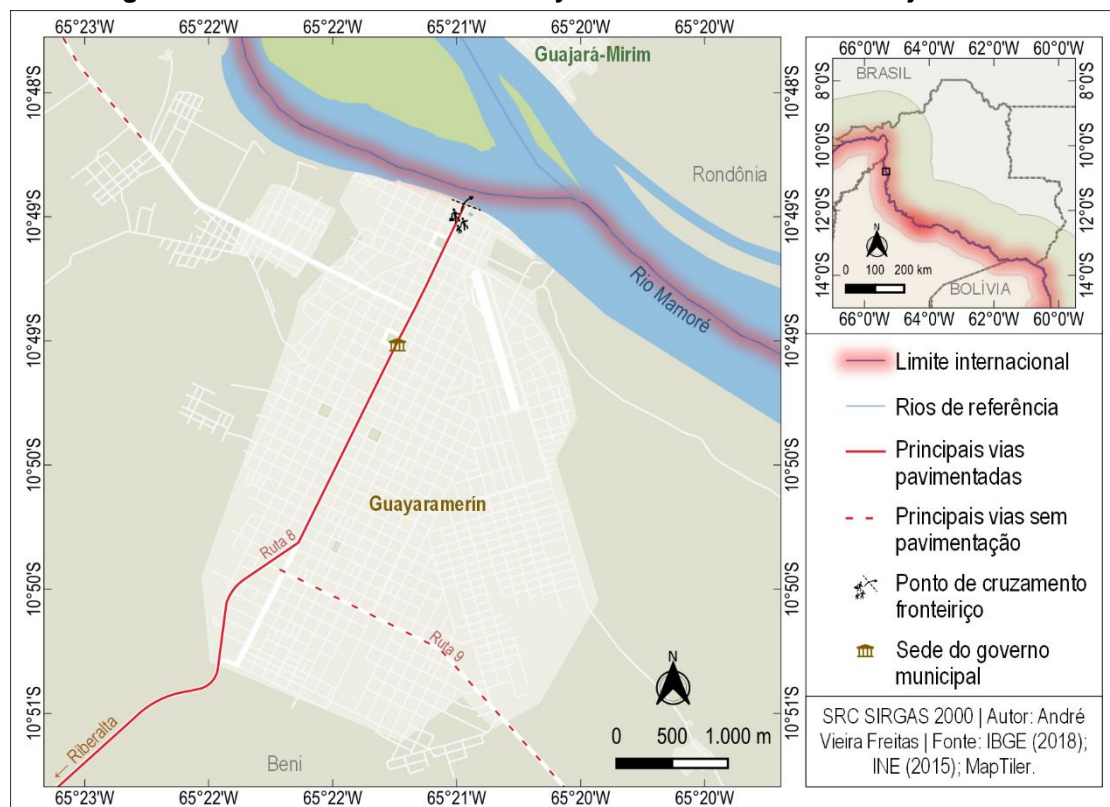 65°23'W 65°22'W 65°22'W 65°21'W 65°20'W 65°20'W
10°48'S
10°49'S
10°49'S
10°50'S
10°50'S
10°51'S
Guajará-Mirim
Rondônia
Rio Mamoré
Guayaramerín
Ruta 8
Ruta 9
← Riberalta
Beni
N
0 500 1.000 m
10°48'S
10°49'S
10°49'S
10°50'S
10°50'S
10°51'S
65°23'W 65°22'W 65°22'W 65°21'W 65°20'W 65°20'W
66°0'W 64°0'W 62°0'W 60°0'W
8°0'S
10°0'S
12°0'S
14°0'S
BRASIL
N
0 100 200 km
BOLÍVIA
8°0'S
10°0'S
12°0'S
14°0'S
66°0'W 64°0'W 62°0'W 60°0'W
Limite internacional
Rios de referência
Principais vias
pavimentadas
Principais vias sem
pavimentação
Ponto de cruzamento
fronteiriço
Sede do governo
municipal
SRC SIRGAS 2000 | Autor: André
Vieira Freitas | Fonte: IBGE (2018);
INE (2015); MapTiler.